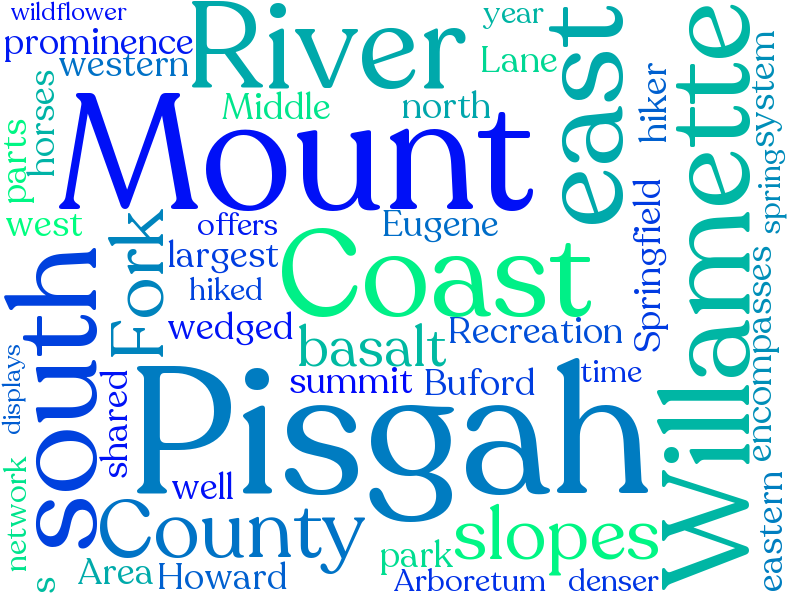 wildflower
prominence
western
River
year
Lane
east
Willamette
system
hiker
horses
parts
Middle
north
Mount
west
Fork
offers
Eugene
spring
Springfield
largest
hiked
Coast
south
wedged
basalt
Recreation
encompasses
displays
shared
summit
Buford
time
Pisgah
network
well
County
slopes
eastern
s
Area
Howard
park
Arboretum
denser